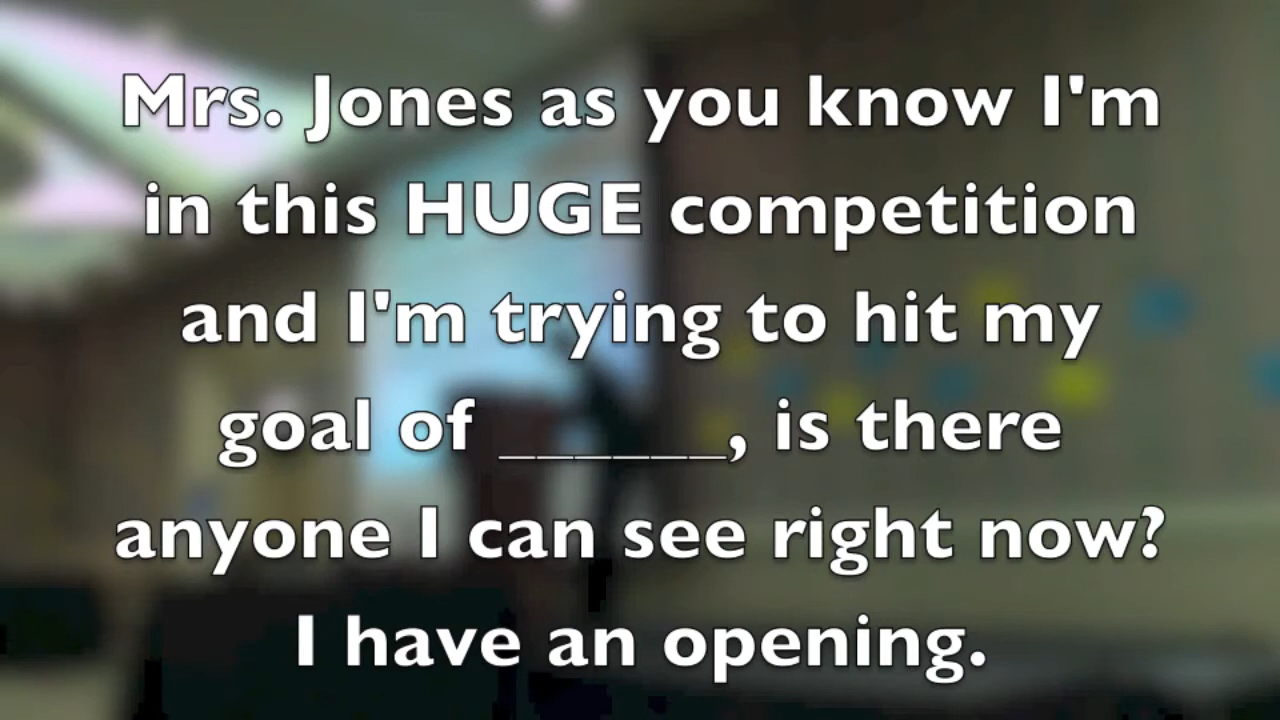 Mrs. Jones as you know I'm
in this HUGE competition
and I'm trying to hit my
goal of ______, is there
anyone I can see right now?
I have an opening.